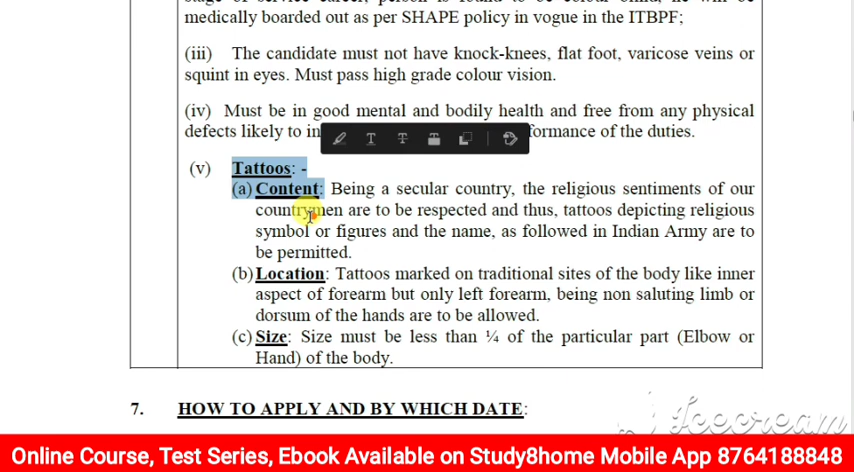 medically boarded out as per SHAPE policy in vogue in the ITBPF;
(iii) The candidate must not have knock-knees, flat foot, varicose veins or
squint in eyes. Must pass high grade colour vision.
(iv) Must be in good mental and bodily health and free from any physical
defects likely to in formance of the duties.
(v) Tattoos: -
(a) Content: Being a secular country, the religious sentiments of our
countrymen are to be respected and thus, tattoos depicting religious
symbol or figures and the name, as followed in Indian Army are to
be permitted.
(b) Location: Tattoos marked on traditional sites of the body like inner
aspect of forearm but only left forearm, being non saluting limb or
dorsum of the hands are to be allowed.
(c) Size: Size must be less than ¼ of the particular part (Elbow or
Hand) of the body.
7. HOW TO APPLY AND BY WHICH DATE:
Icecream
Online Course, Test Series, Ebook Available on Study8home Mobile App 8764188848